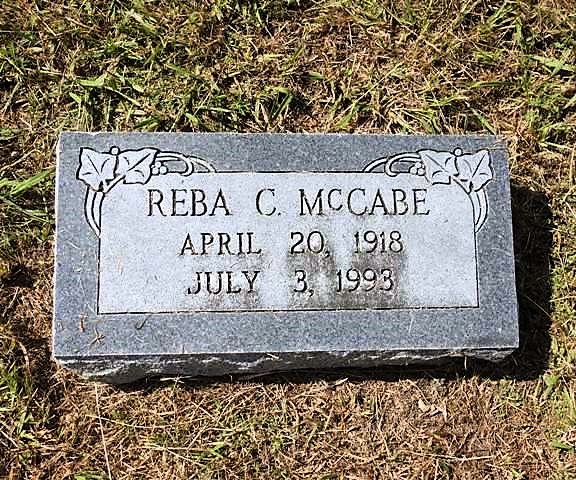 REBA C. McCABE
APRIL 20, 1918
JULY 3, 1993